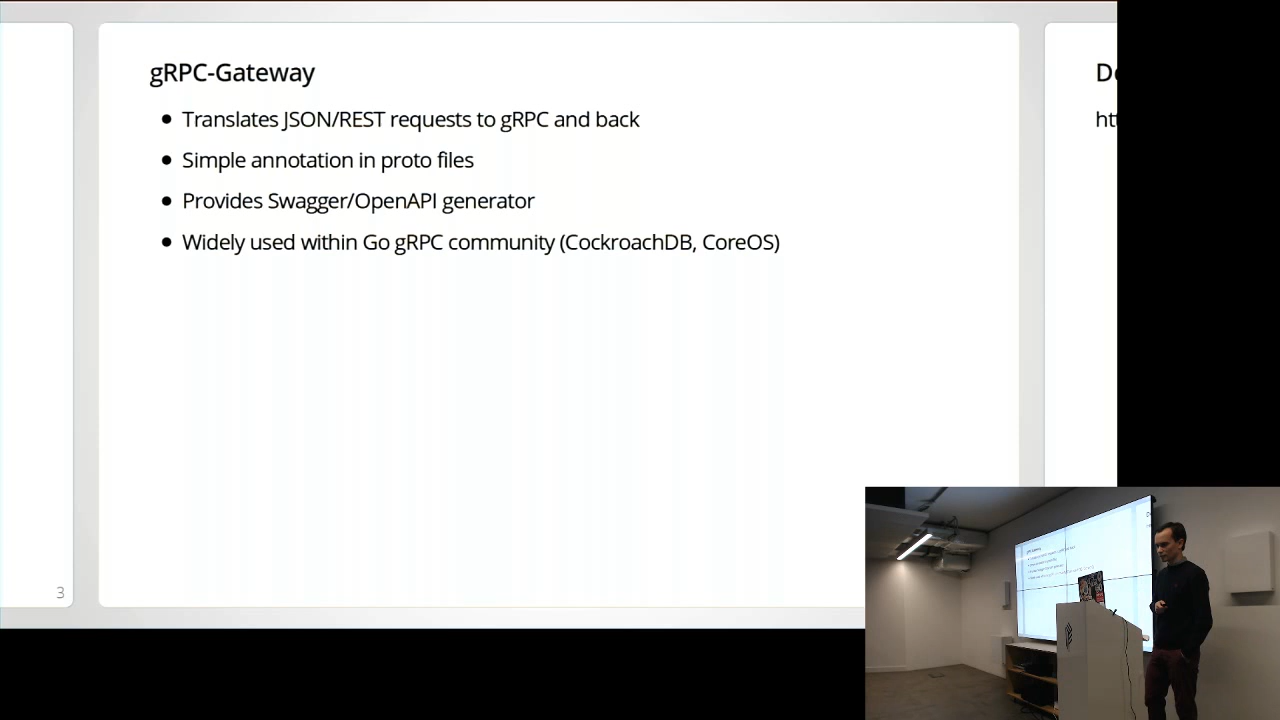 gRPC-Gateway
Translates JSON/REST requests to gRPC and back
Simple annotation in proto files
Provides Swagger/OpenAPI generator
Widely used within Go gRPC community (CockroachDB, CoreOS)
3